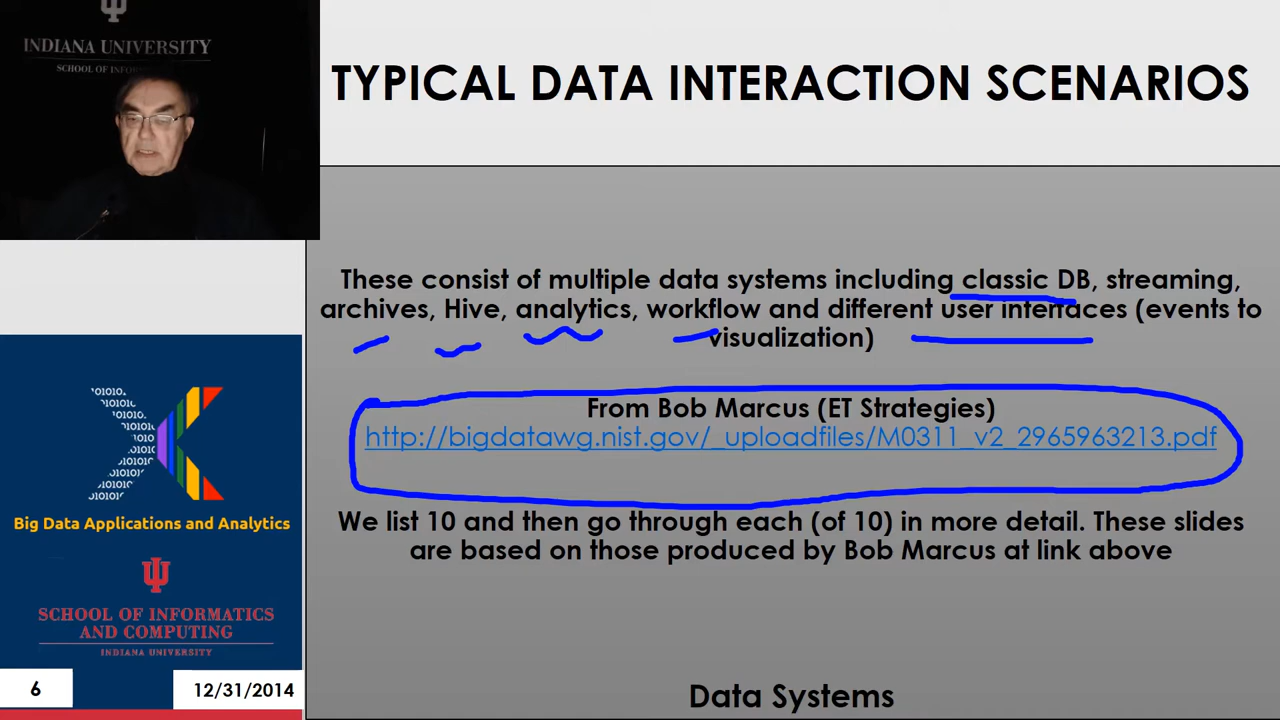 INDIANA UNIVERSITY
SCHOOL OF INFORM
TYPICAL DATA INTERACTION SCENARIOS
These consist of multiple data systems including classic DB, streaming,
archives, Hive, analytics, workflow and different user interfaces (events to
visualization)
From Bob Marcus (ET Strategies)
http://bigdatawg.nist.gov/_uploadfiles/M0311_v2_2965963213.pdf
We list 10 and then go through each (of 10) in more detail. These slides
are based on those produced by Bob Marcus at link above
Data Systems
Big Data Applications and Analytics
SCHOOL OF INFORMATICS
AND COMPUTING
INDIANA UNIVERSITY
6
12/31/2014